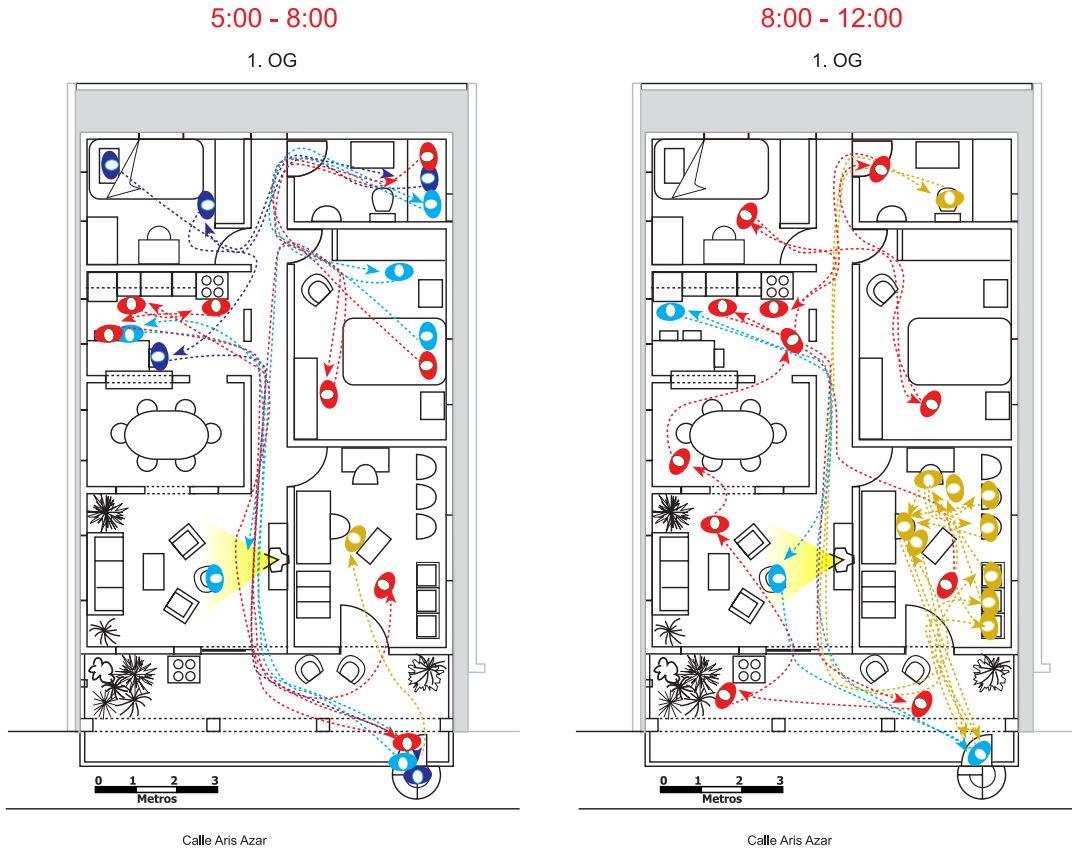 5:00 - 8:00
1. OG
0 1 2 3
Metros
Calle Aris Azar
8:00 - 12:00
1. OG
0 1 2 3
Metros
Calle Aris Azar